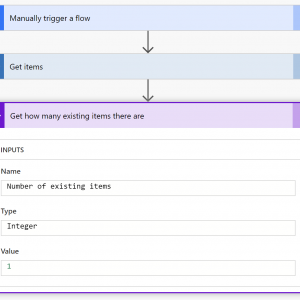 Manually trigger a flow
Get items
Get how many existing items there are
INPUTS
Name
Number of existing items
Type
Integer
Value
1